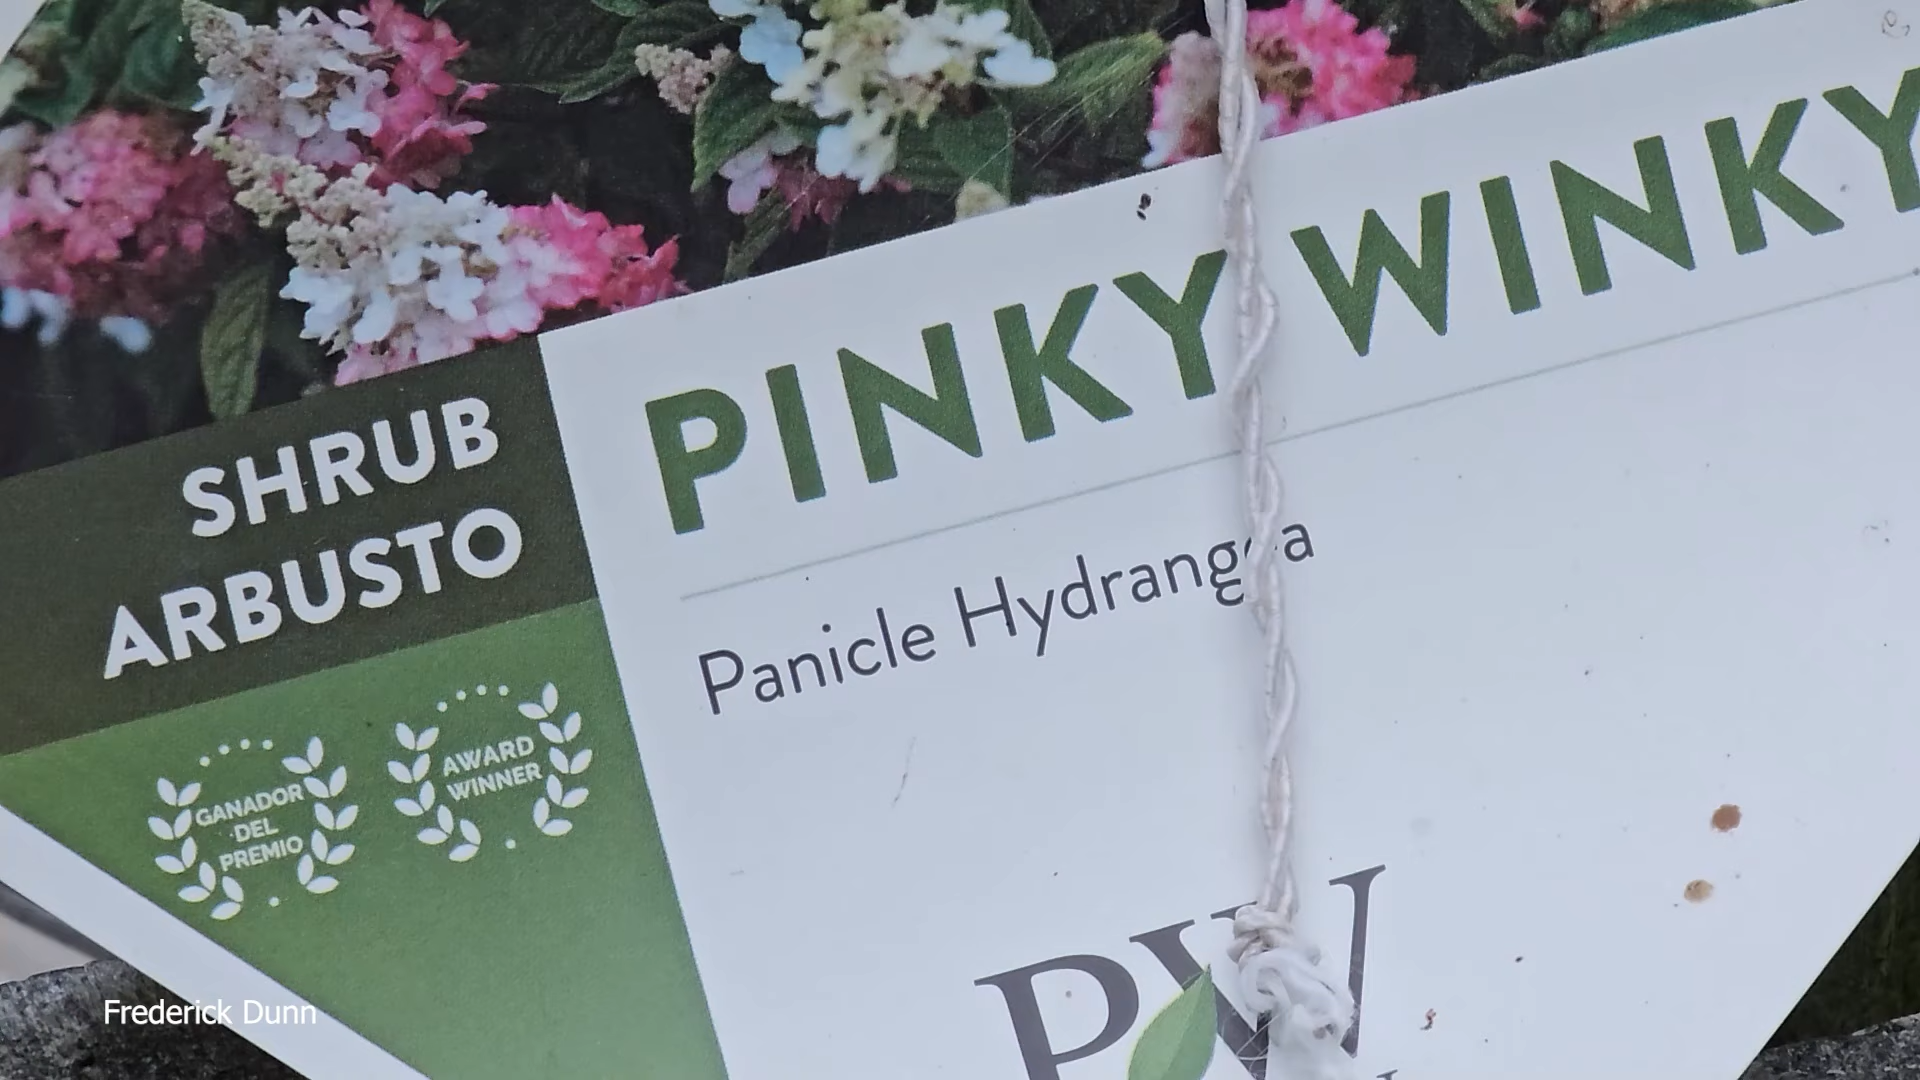 PINKY WINKY
SHRUB
ARBUSTO
Panicle Hydrangea
GANADOR
DEL
PREMIO
AWARD
WINNER
PW
Frederick Dunn